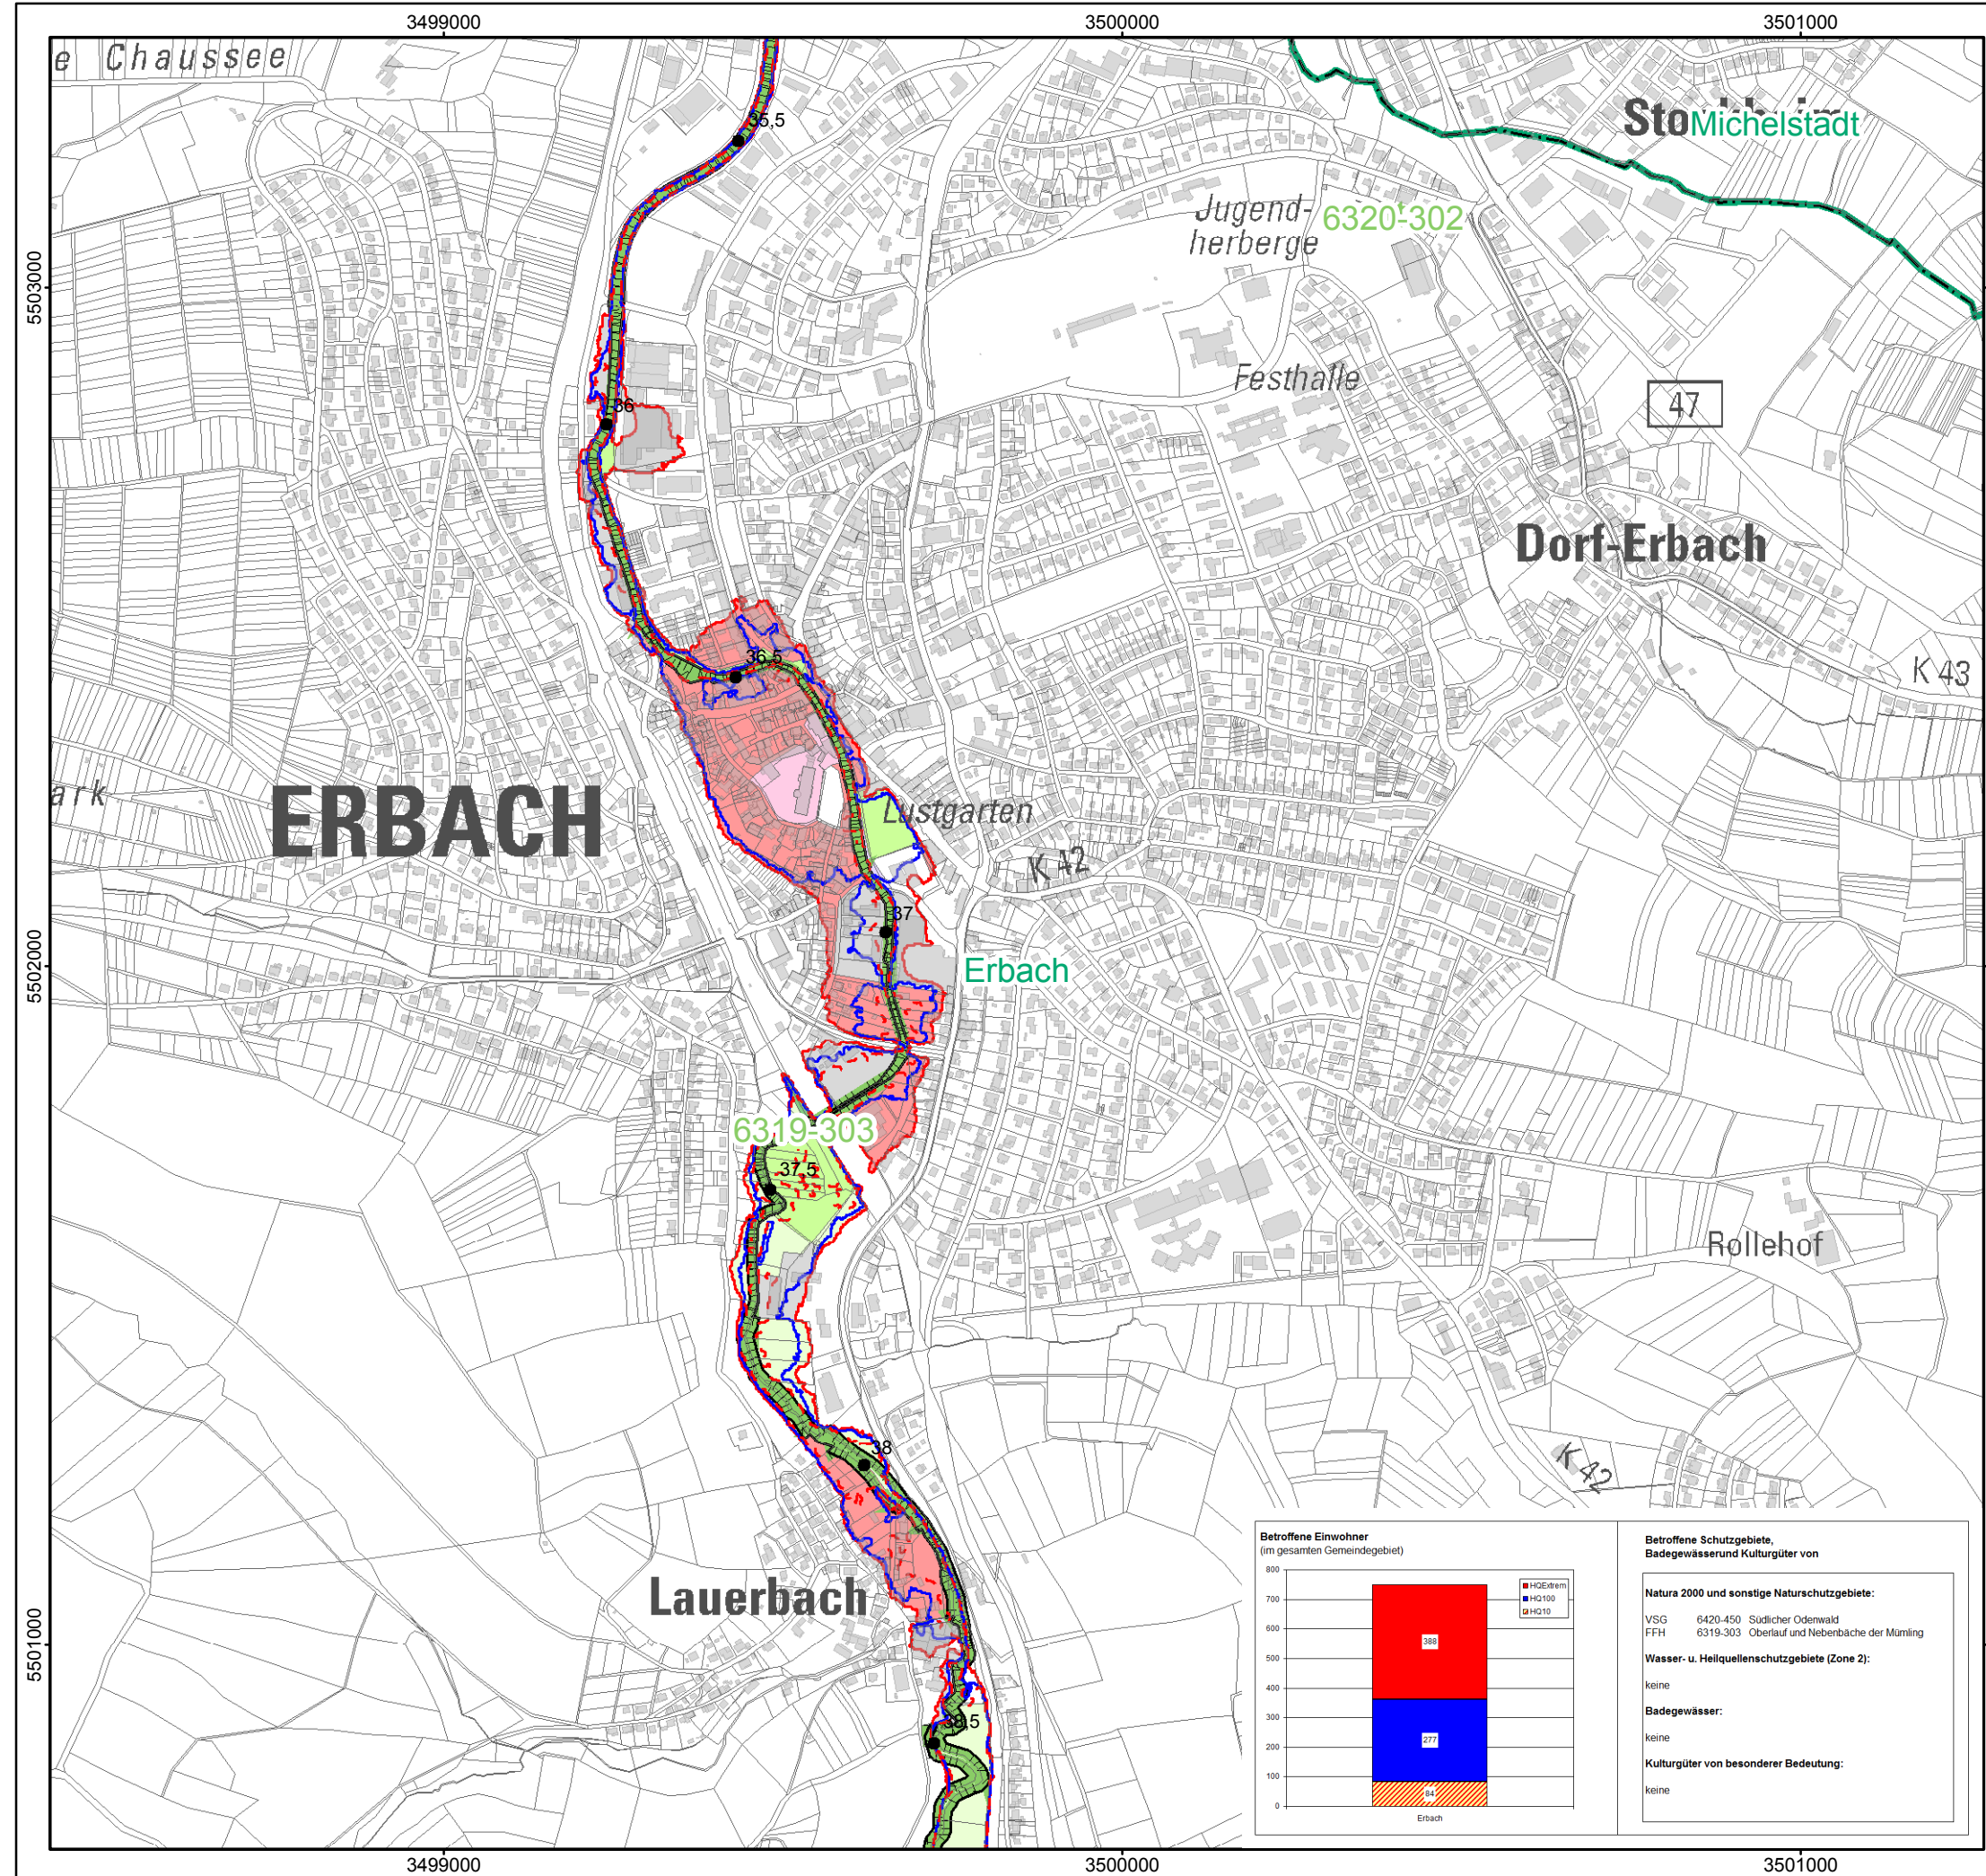 3499000
3500000
3501000
e Chaussee
35,5
Michelstadt
Jugend-
herberge
6320-302
5503000
Festhalle
47
36
Dorf-Erbach
36,5
K 43
ark
ERBACH
Lustgarten
K 42
37
5502000
Erbach
6319-303
37,5
Rollehof
38
K 42
Lauerbach
5501000
38,5
Betroffene Einwohner
(im gesamten Gemeindegebiet)
800
700
600
500
400
300
200
100
0
HQExtrem
HQ100
HQ10
388
277
84
Erbach
Betroffene Schutzgebiete,
Badegewässerund Kulturgüter von
Natura 2000 und sonstige Naturschutzgebiete:
VSG 6420-450 Südlicher Odenwald
FFH 6319-303 Oberlauf und Nebenbäche der Mümling
Wasser- u. Heilquellenschutzgebiete (Zone 2):
keine
Badegewässer:
keine
Kulturgüter von besonderer Bedeutung:
keine
3499000
3500000
3501000